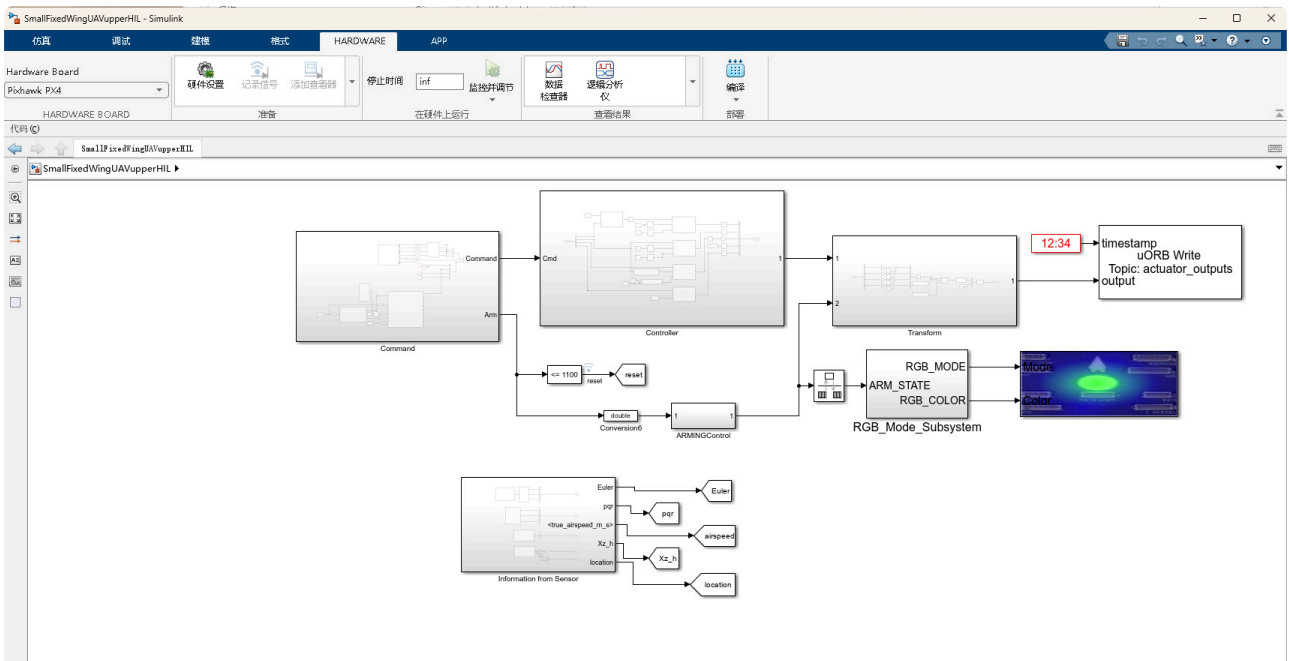 SmallFixedWingUAVupperHIL - Simulink
仿真 调试 建模 格式 HARDWARE APP
Hardware Board
Pixhawk PX4
HARDWARE BOARD
硬件设置 记录信号 添加查看器
准备
停止时间 inf 监控并调节
在硬件上运行
数据检查器 逻辑分析仪
查看结果
编译
部署
代码(C)
SmallFixedWingUAVupperHIL
SmallFixedWingUAVupperHIL
Command
Arm
Command
Cmd
1
Controller
1
2
1
Transform
12:34
timestamp
uORB Write
Topic: actuator_outputs
output
<= 1100
reset
reset
double
Conversion6
1 1
ARMINGControl
RGB_MODE
ARM_STATE
RGB_COLOR
RGB_Mode_Subsystem
Mode
Color
Euler
pqr
<true_airspeed_m_s>
Xz_h
location
Information from Sensor
Euler
pqr
airspeed
Xz_h
location